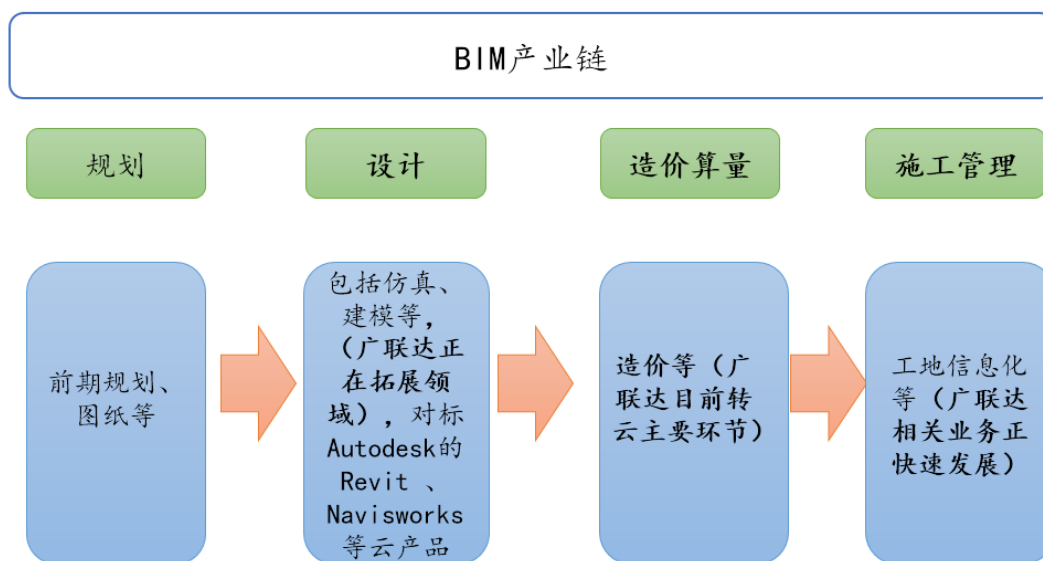 BIM产业链
规划
设计
造价算量
施工管理
前期规划、
图纸等
包括仿真、
建模等，
（广联达正
在拓展领
域），对标
Autodesk的
Revit 、
Navisworks
等云产品
造价等（广
联达目前转
云主要环节）
工地信息化
等（广联达
相关业务正
快速发展）